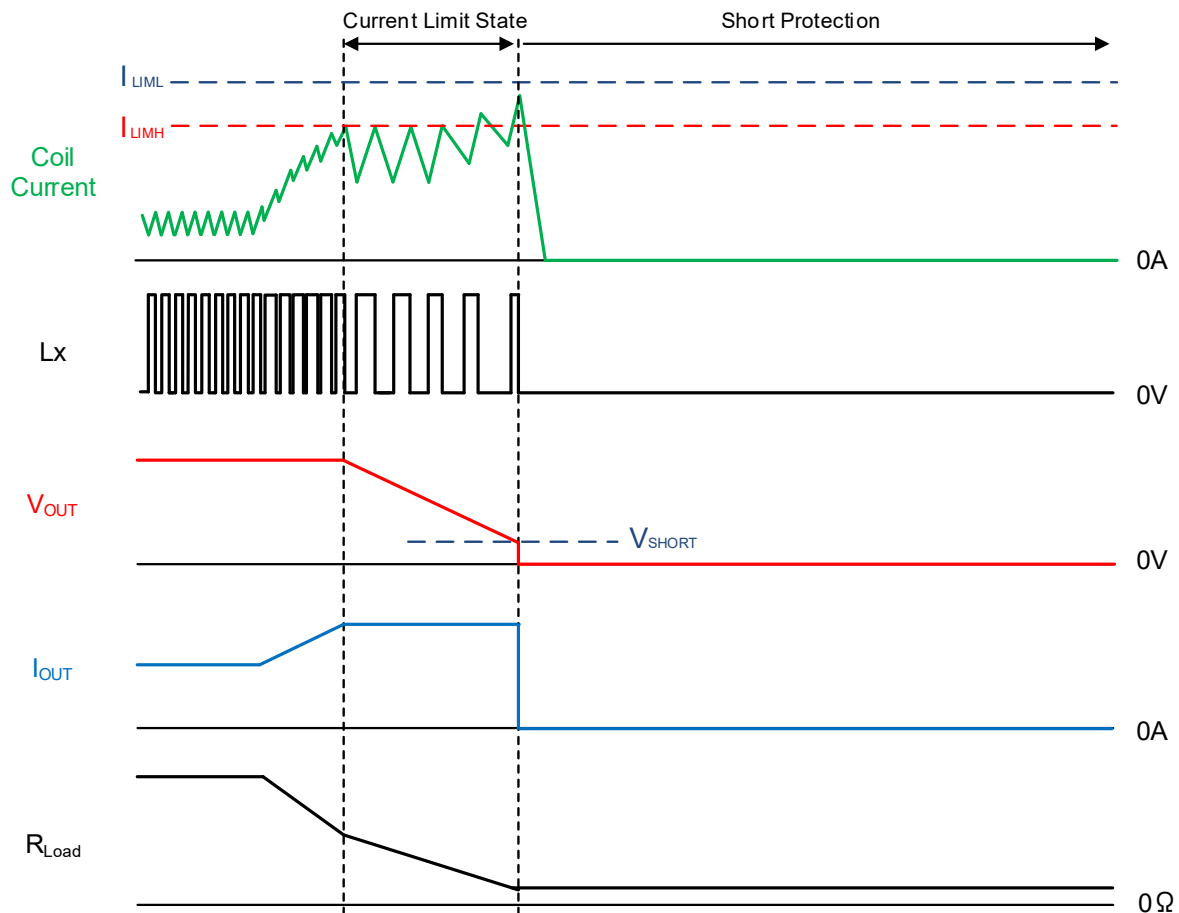 Current Limit State
Short Protection
I LIML
I LIMH
Coil
Current
0A
Lx
0V
VOUT
VSHORT
0V
IOUT
0A
RLoad
0Ω